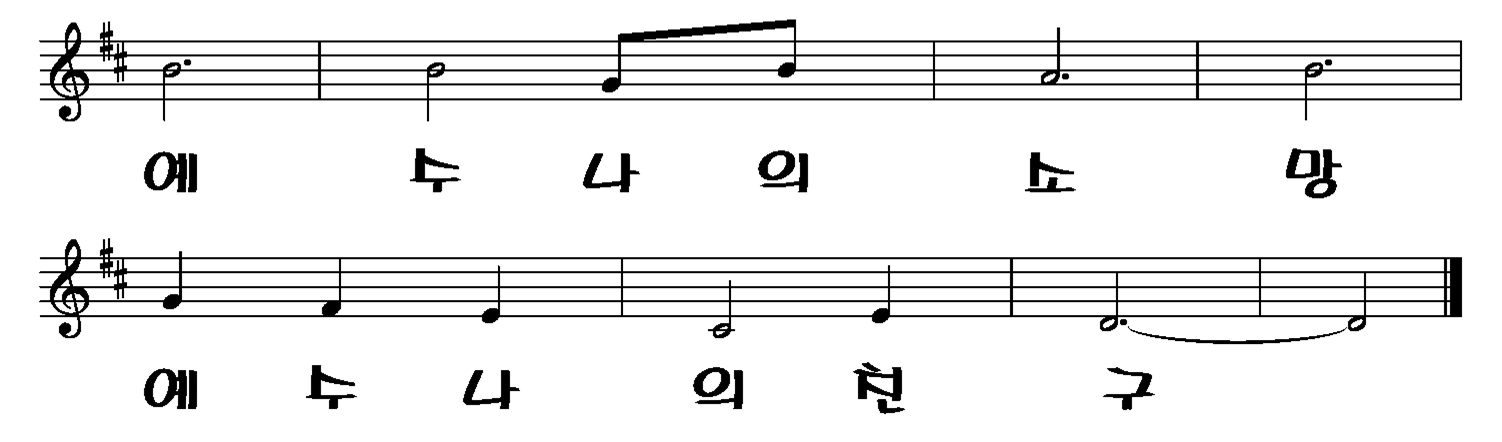 예 수 나 의 소 망
예 수 나 의 친 구